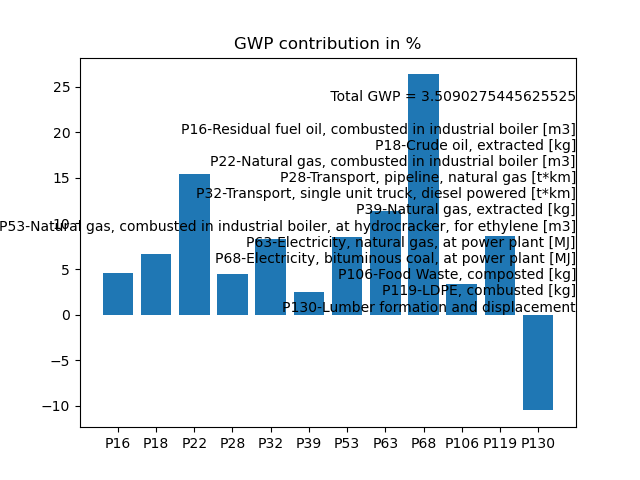 GWP contribution in %
25
Total GWP = 3.5090275445625525
20
P16-Residual fuel oil, combusted in industrial boiler [m3]
P18-Crude oil, extracted [kg]
P22-Natural gas, combusted in industrial boiler [m3]
15
P28-Transport, pipeline, natural gas [t*km]
P32-Transport, single unit truck, diesel powered [t*km]
P39-Natural gas, extracted [kg]
10
P53-Natural gas, combusted in industrial boiler, at hydrocracker, for ethylene [m3]
P63-Electricity, natural gas, at power plant [MJ]
P68-Electricity, bituminous coal, at power plant [MJ]
5
P106-Food Waste, composted [kg]
P119-LDPE, combusted [kg]
P130-Lumber formation and displacement
0
−5
−10
P16 P18 P22 P28 P32 P39 P53 P63 P68 P106 P119 P130